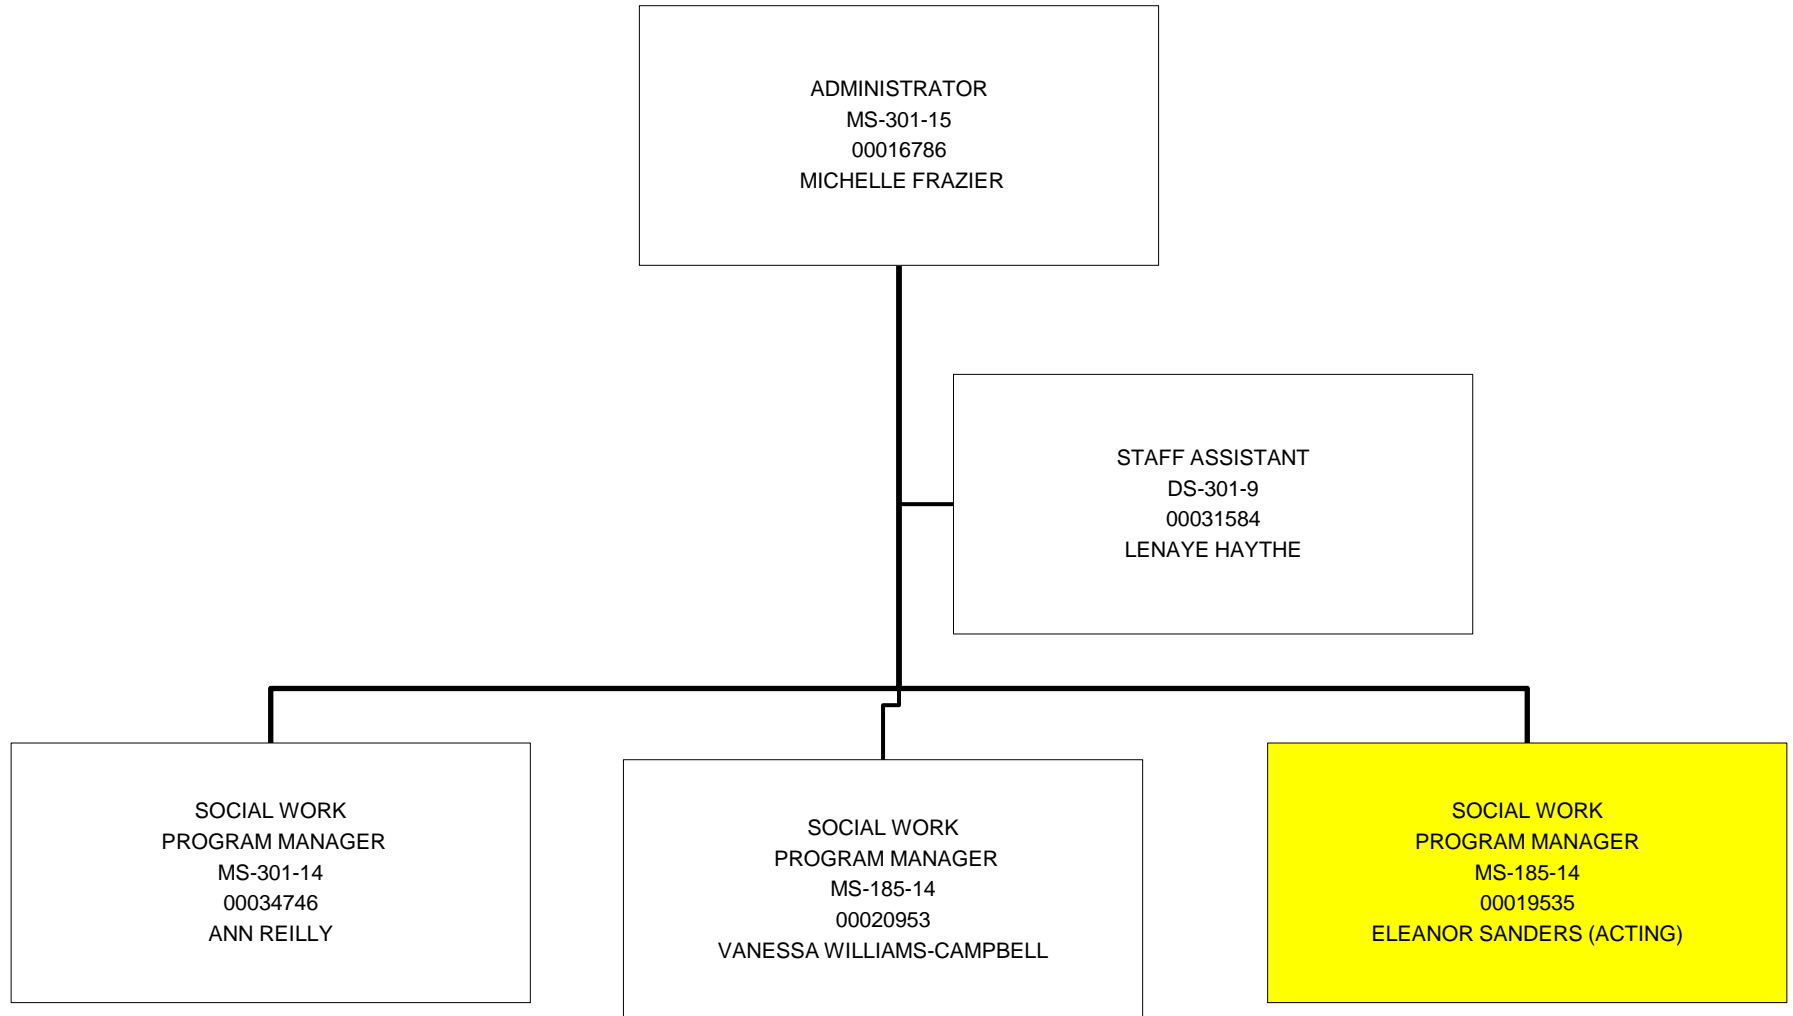 ADMINISTRATOR
MS-301-15
00016786
MICHELLE FRAZIER
STAFF ASSISTANT
DS-301-9
00031584
LENAYE HAYTHE
SOCIAL WORK
PROGRAM MANAGER
MS-301-14
00034746
ANN REILLY
SOCIAL WORK
PROGRAM MANAGER
MS-185-14
00020953
VANESSA WILLIAMS-CAMPBELL
SOCIAL WORK
PROGRAM MANAGER
MS-185-14
00019535
ELEANOR SANDERS (ACTING)